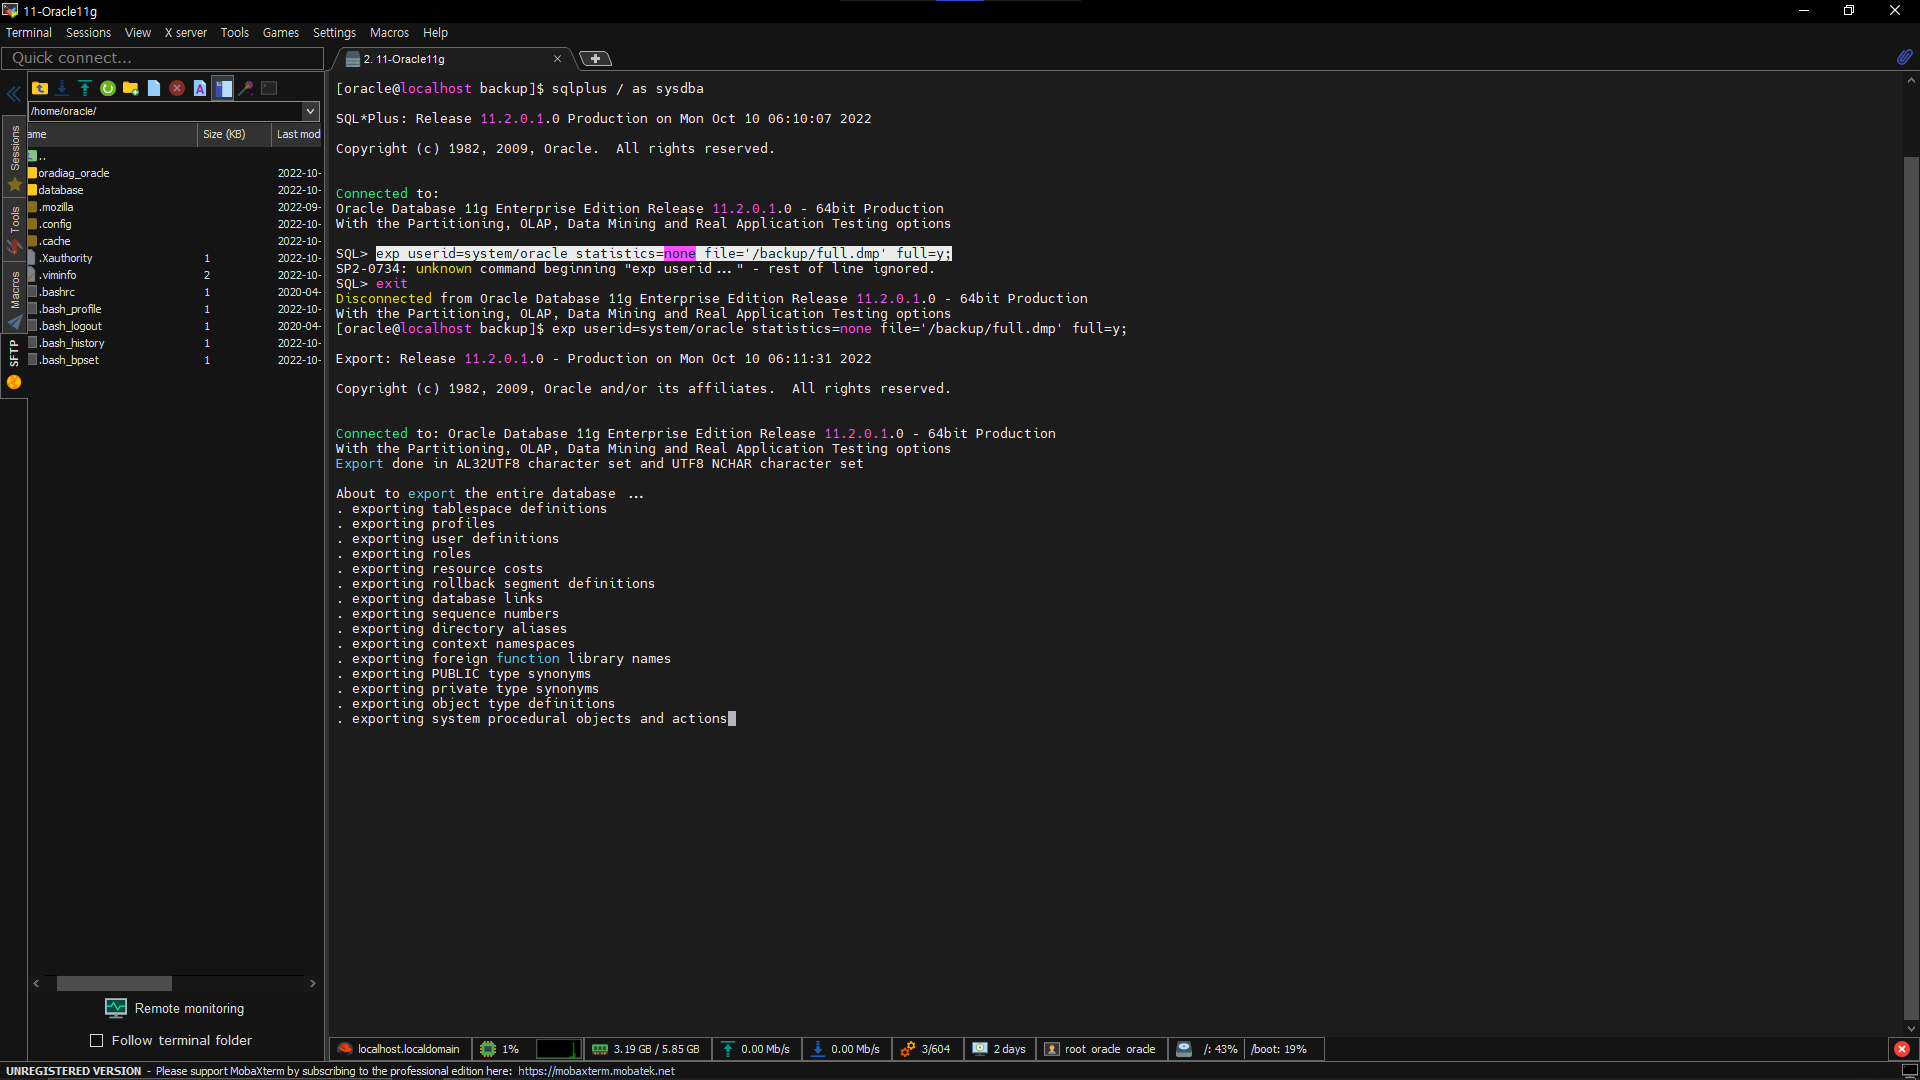 11-Oracle11g
Terminal Sessions View X server Tools Games Settings Macros Help
Quick connect...
2. 11-Oracle11g
/home/oracle/
ame Size (KB) Last mod
..
oradiag_oracle 2022-10-
database 2022-10-
.mozilla 2022-09-
.config 2022-10-
.cache 2022-10-
.Xauthority 1 2022-10-
.viminfo 2 2022-10-
.bashrc 1 2020-04-
.bash_profile 1 2022-10-
.bash_logout 1 2020-04-
.bash_history 1 2022-10-
.bash_bpset 1 2022-10-
Sessions
Tools
Macros
SFTP
Remote monitoring
Follow terminal folder
[oracle@localhost backup]$ sqlplus / as sysdba
SQL*Plus: Release 11.2.0.1.0 Production on Mon Oct 10 06:10:07 2022
Copyright (c) 1982, 2009, Oracle.  All rights reserved.
Connected to:
Oracle Database 11g Enterprise Edition Release 11.2.0.1.0 - 64bit Production
With the Partitioning, OLAP, Data Mining and Real Application Testing options
SQL> exp userid=system/oracle statistics=none file='/backup/full.dmp' full=y;
SP2-0734: unknown command beginning "exp userid..." - rest of line ignored.
SQL> exit
Disconnected from Oracle Database 11g Enterprise Edition Release 11.2.0.1.0 - 64bit Production
With the Partitioning, OLAP, Data Mining and Real Application Testing options
[oracle@localhost backup]$ exp userid=system/oracle statistics=none file='/backup/full.dmp' full=y;
Export: Release 11.2.0.1.0 - Production on Mon Oct 10 06:11:31 2022
Copyright (c) 1982, 2009, Oracle and/or its affiliates.  All rights reserved.
Connected to: Oracle Database 11g Enterprise Edition Release 11.2.0.1.0 - 64bit Production
With the Partitioning, OLAP, Data Mining and Real Application Testing options
Export done in AL32UTF8 character set and UTF8 NCHAR character set
About to export the entire database ...
. exporting tablespace definitions
. exporting profiles
. exporting user definitions
. exporting roles
. exporting resource costs
. exporting rollback segment definitions
. exporting database links
. exporting sequence numbers
. exporting directory aliases
. exporting context namespaces
. exporting foreign function library names
. exporting PUBLIC type synonyms
. exporting private type synonyms
. exporting object type definitions
. exporting system procedural objects and actions
localhost.localdomain 1% 3.19 GB / 5.85 GB 0.00 Mb/s 0.00 Mb/s 3/604 2 days root oracle oracle /: 43% /boot: 19%
UNREGISTERED VERSION - Please support MobaXterm by subscribing to the professional edition here: https://mobaxterm.mobatek.net